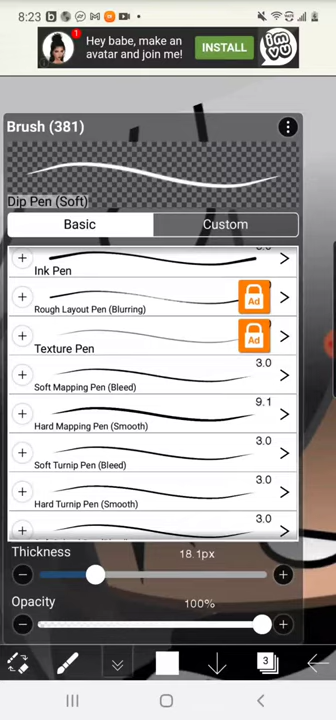 8:23
Hey babe, make an
avatar and join me!
INSTALL
imvu
1
Brush (381)
Dip Pen (Soft)
Basic
Custom
Ink Pen
Rough Layout Pen (Blurring)
Ad
Texture Pen
Ad
3.0
Soft Mapping Pen (Bleed)
9.1
Hard Mapping Pen (Smooth)
3.0
Soft Turnip Pen (Bleed)
3.0
Hard Turnip Pen (Smooth)
3.0
Thickness
18.1px
Opacity
100%
3